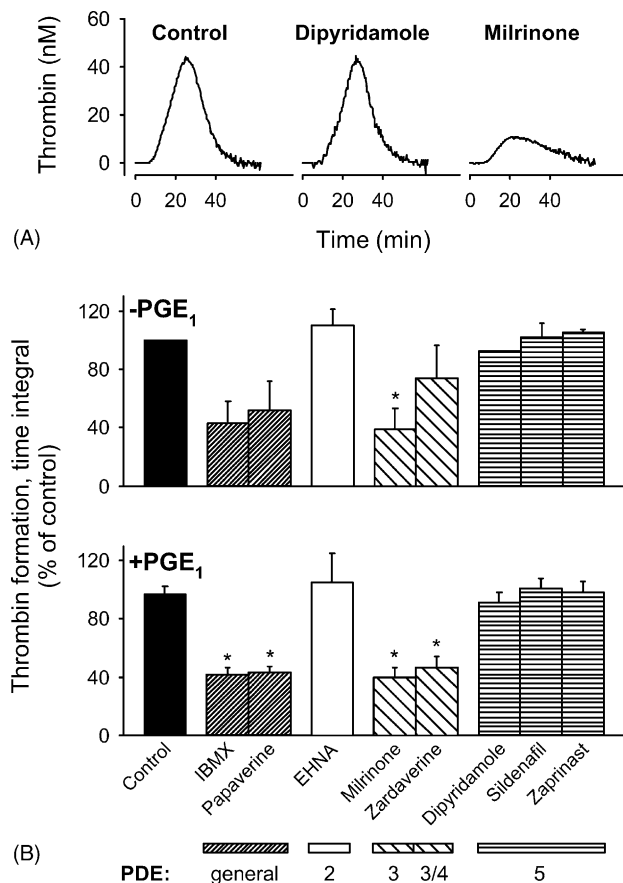 Control Dipyridamole Milrinone
Thrombin (nM)
60
40
20
0
0 20 40 0 20 40 0 20 40
Time (min)
(A)
Thrombin formation, time integral
(% of control)
-PGE1
120
80
40
0
*
+PGE1
120
80
40
0
* * * *
Control IBMX Papaverine EHNA Milrinone Zardaverine Dipyridamole Sildenafil Zaprinast
(B)
PDE: general 2 3 3/4 5